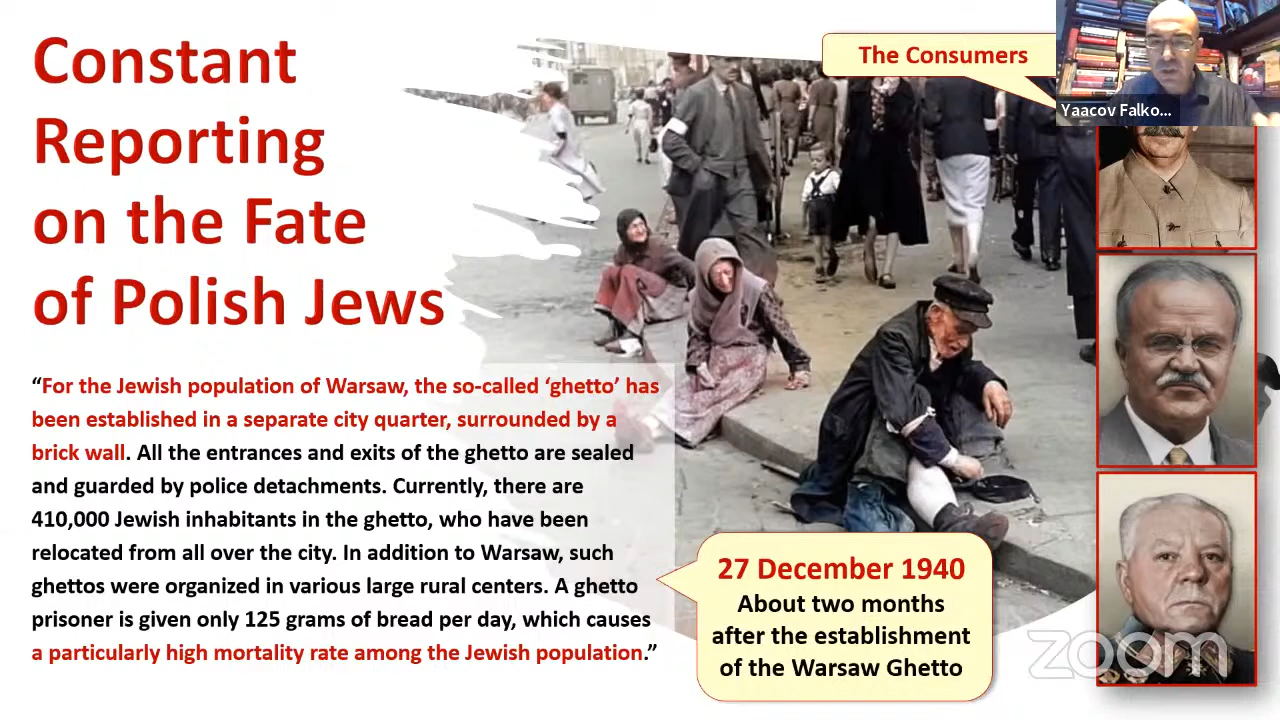 Constant
Reporting
on the Fate
of Polish Jews
The Consumers
Yaacov Falko...
“For the Jewish population of Warsaw, the so-called ‘ghetto’ has
been established in a separate city quarter, surrounded by a
brick wall. All the entrances and exits of the ghetto are sealed
and guarded by police detachments. Currently, there are
410,000 Jewish inhabitants in the ghetto, who have been
relocated from all over the city. In addition to Warsaw, such
ghettos were organized in various large rural centers. A ghetto
prisoner is given only 125 grams of bread per day, which causes
a particularly high mortality rate among the Jewish population.”
27 December 1940
About two months
after the establishment
of the Warsaw Ghetto
zoom